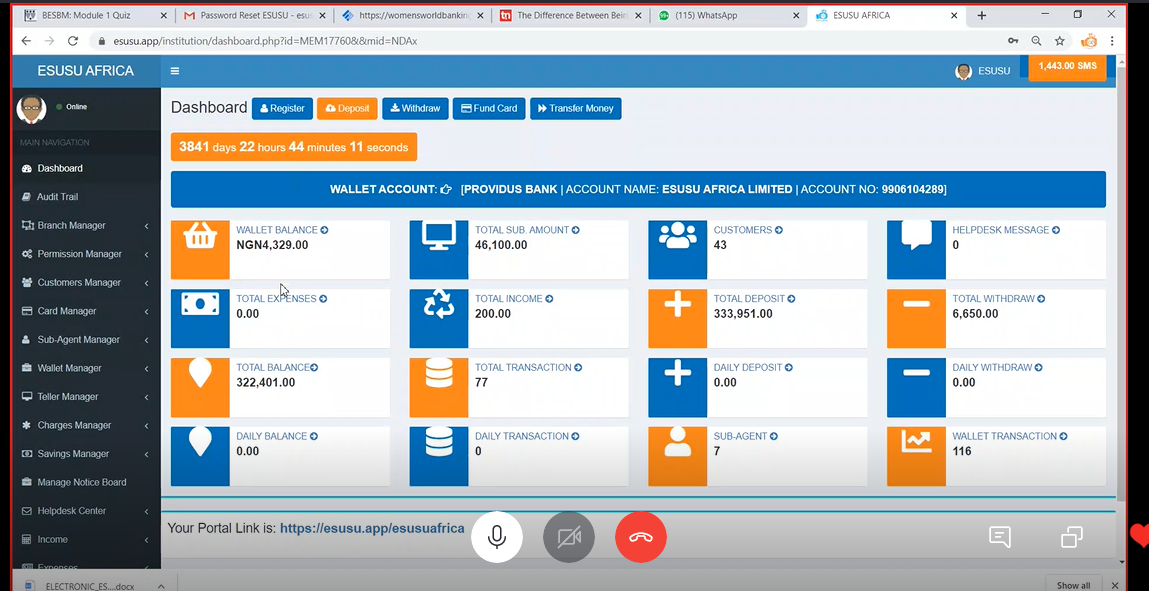 BESBM: Module 1 Quiz
Password Reset ESUSU - esus
https://womensworldbanking
The Difference Between Bein
(115) WhatsApp
ESUSU AFRICA
esusu.app/institution/dashboard.php?id=MEM17760&&mid=NDAx
ESUSU AFRICA
ESUSU
1,443.00 SMS
Online
Dashboard
Register
Deposit
Withdraw
Fund Card
Transfer Money
MAIN NAVIGATION
3841 days 22 hours 44 minutes 11 seconds
Dashboard
Audit Trail
Branch Manager
Permission Manager
Customers Manager
Card Manager
Sub-Agent Manager
Wallet Manager
Teller Manager
Charges Manager
Savings Manager
Manage Notice Board
Helpdesk Center
Income
Expenses
WALLET ACCOUNT: [PROVIDUS BANK | ACCOUNT NAME: ESUSU AFRICA LIMITED | ACCOUNT NO: 9906104289]
WALLET BALANCE
NGN4,329.00
TOTAL SUB. AMOUNT
46,100.00
CUSTOMERS
43
HELPDESK MESSAGE
0
TOTAL EXPENSES
0.00
TOTAL INCOME
200.00
TOTAL DEPOSIT
333,951.00
TOTAL WITHDRAW
6,650.00
TOTAL BALANCE
322,401.00
TOTAL TRANSACTION
77
DAILY DEPOSIT
0.00
DAILY WITHDRAW
0.00
DAILY BALANCE
0.00
DAILY TRANSACTION
0
SUB-AGENT
7
WALLET TRANSACTION
116
Your Portal Link is: https://esusu.app/esusuafrica
ELECTRONIC_ES....docx
Show all